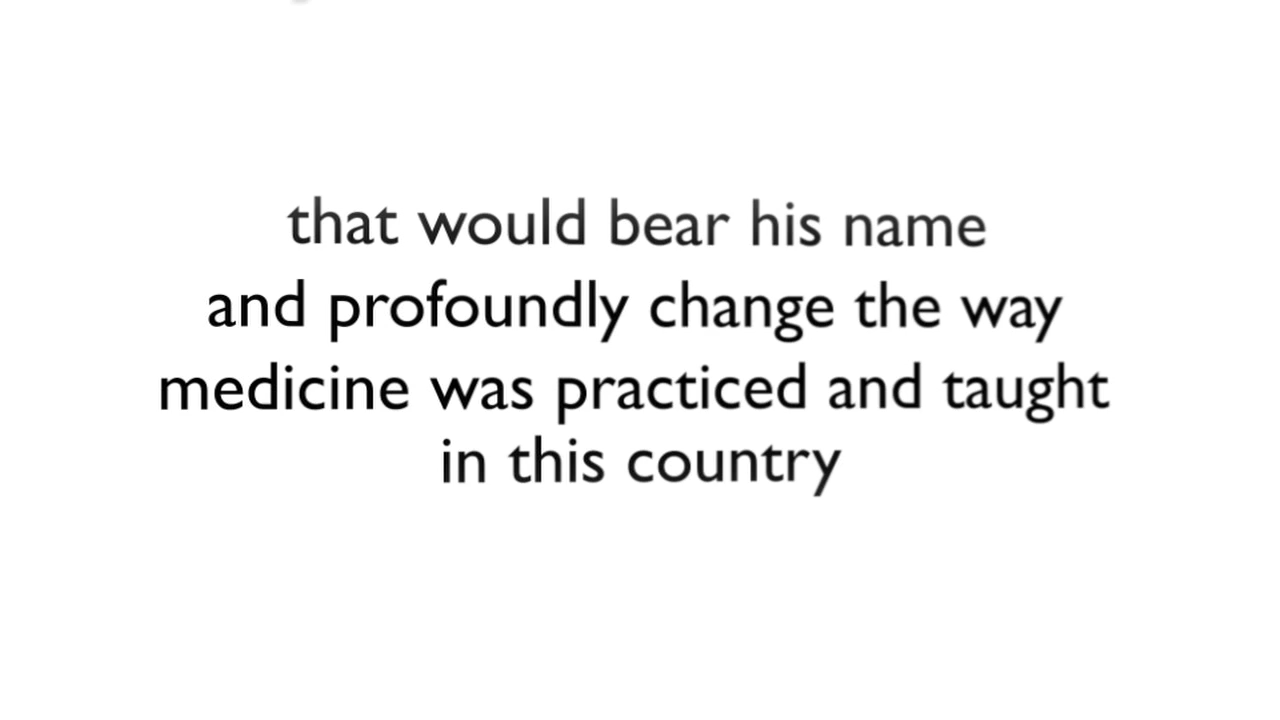 that would bear his name
and profoundly change the way
medicine was practiced and taught
in this country